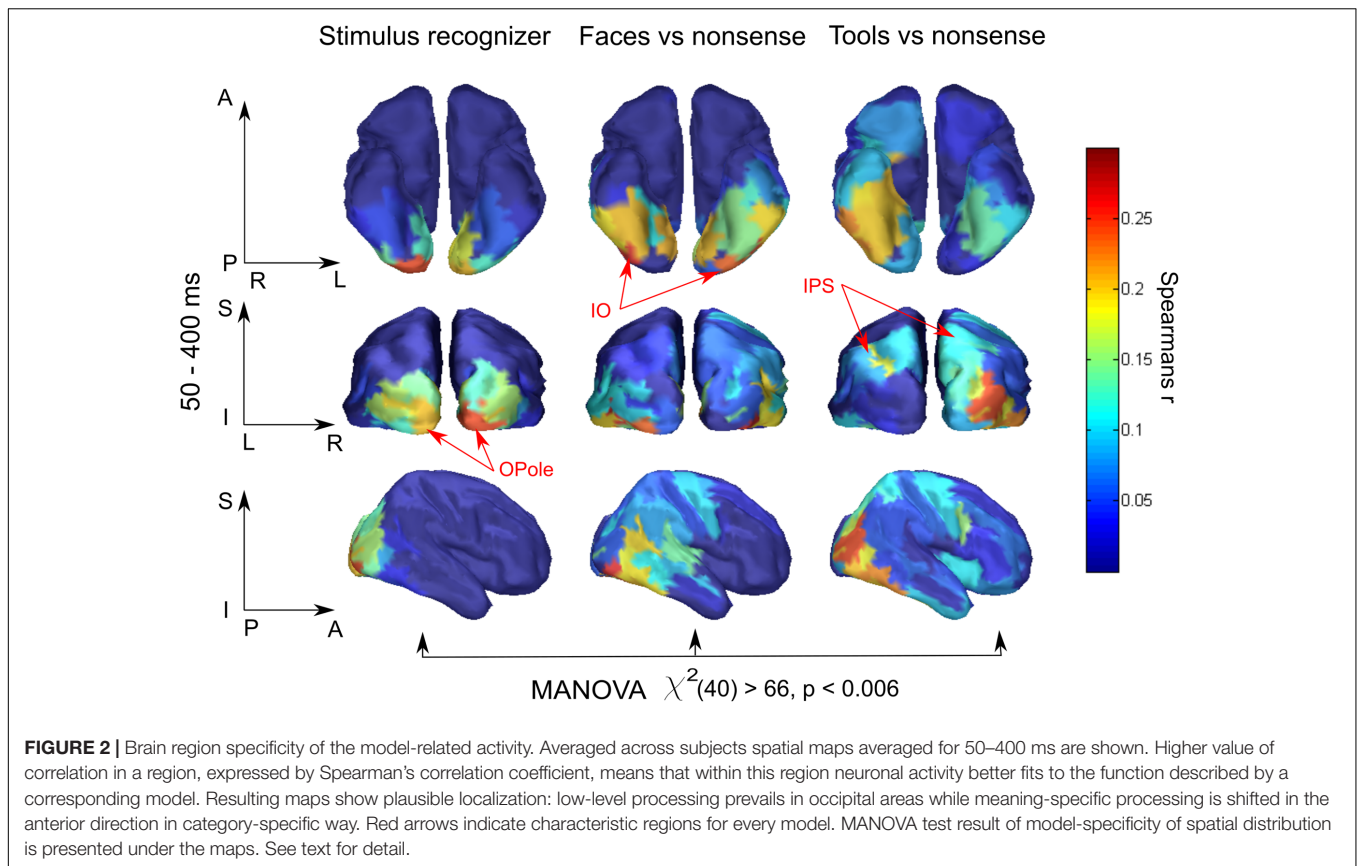 Stimulus recognizer Faces vs nonsense Tools vs nonsense
A
P
R L
IO
IPS
50 - 400 ms
S
I
L R
OPole
S
I
P A
0.25
0.2
0.15
0.1
0.05
Spearmans r
MANOVA χ²(40) > 66, p < 0.006
FIGURE 2 | Brain region specificity of the model-related activity. Averaged across subjects spatial maps averaged for 50–400 ms are shown. Higher value of
correlation in a region, expressed by Spearman's correlation coefficient, means that within this region neuronal activity better fits to the function described by a
corresponding model. Resulting maps show plausible localization: low-level processing prevails in occipital areas while meaning-specific processing is shifted in the
anterior direction in category-specific way. Red arrows indicate characteristic regions for every model. MANOVA test result of model-specificity of spatial distribution
is presented under the maps. See text for detail.